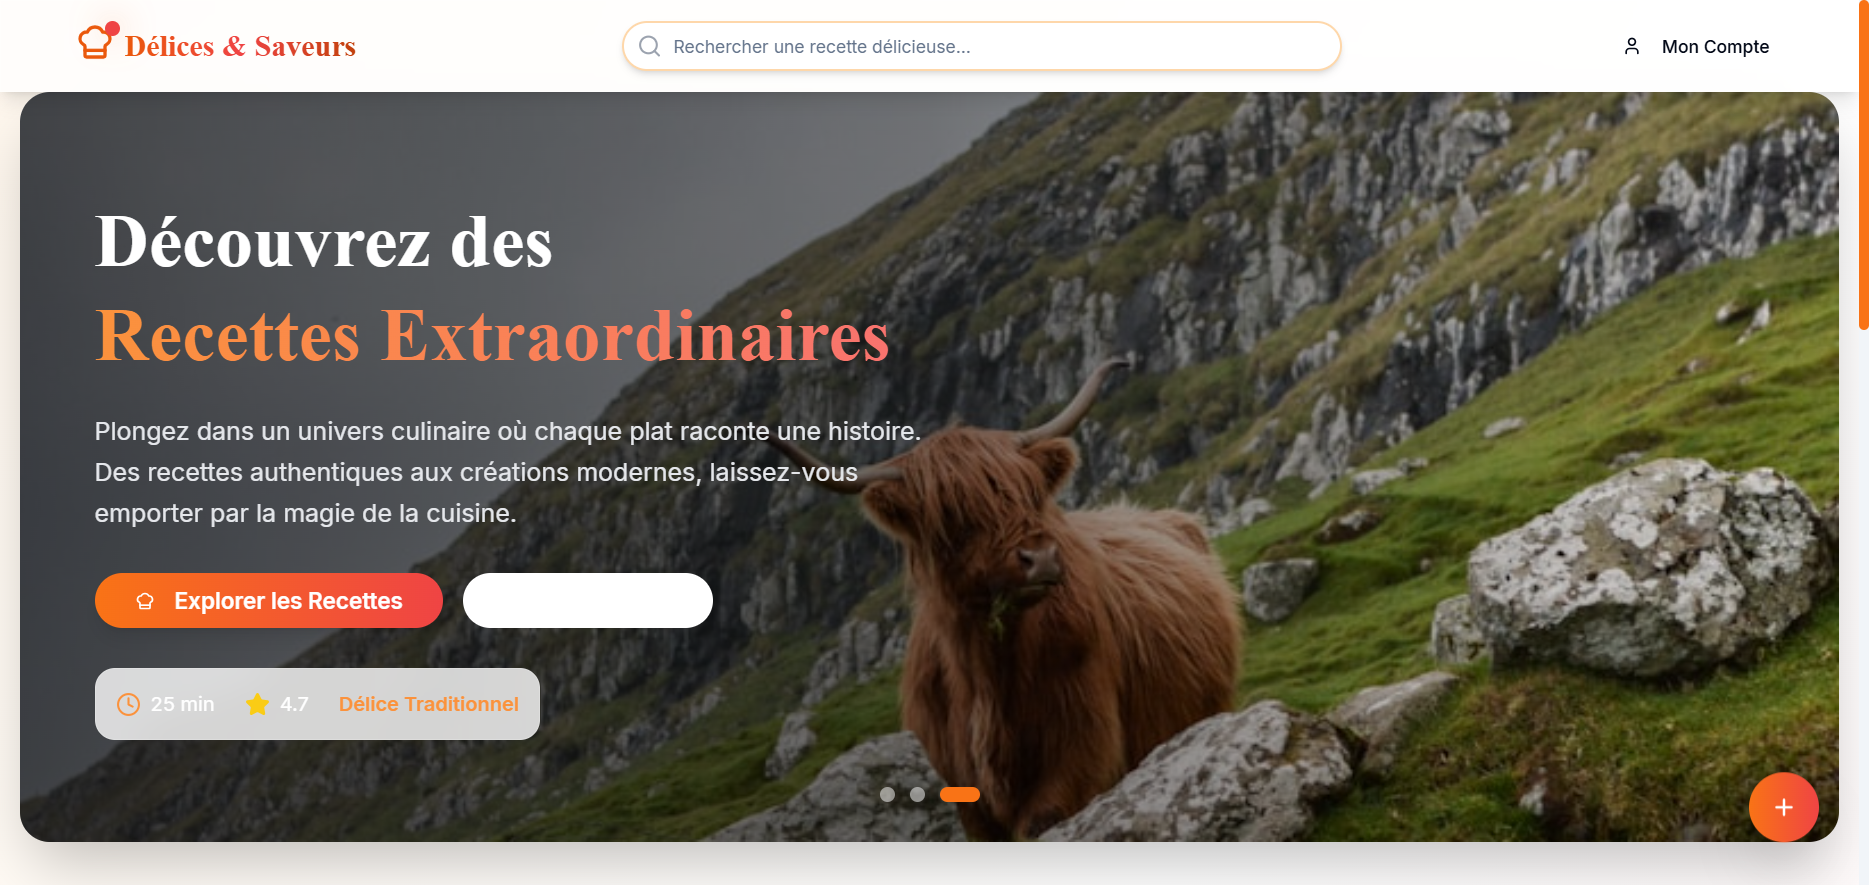 Délices & Saveurs
Rechercher une recette délicieuse...
Mon Compte
Découvrez des
Recettes Extraordinaires
Plongez dans un univers culinaire où chaque plat raconte une histoire.
Des recettes authentiques aux créations modernes, laissez-vous
emporter par la magie de la cuisine.
Explorer les Recettes
25 min
4.7
Délice Traditionnel
+